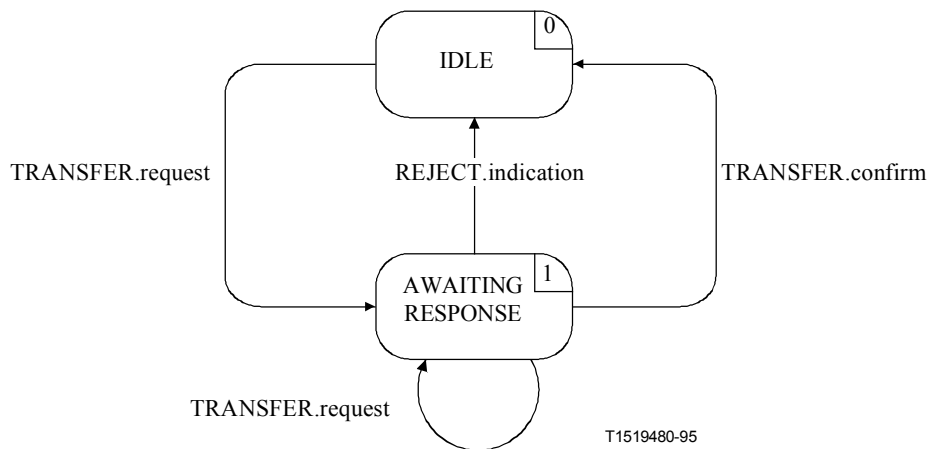 0
IDLE
TRANSFER.request
REJECT.indication
TRANSFER.confirm
1
AWAITING
RESPONSE
TRANSFER.request
T1519480-95